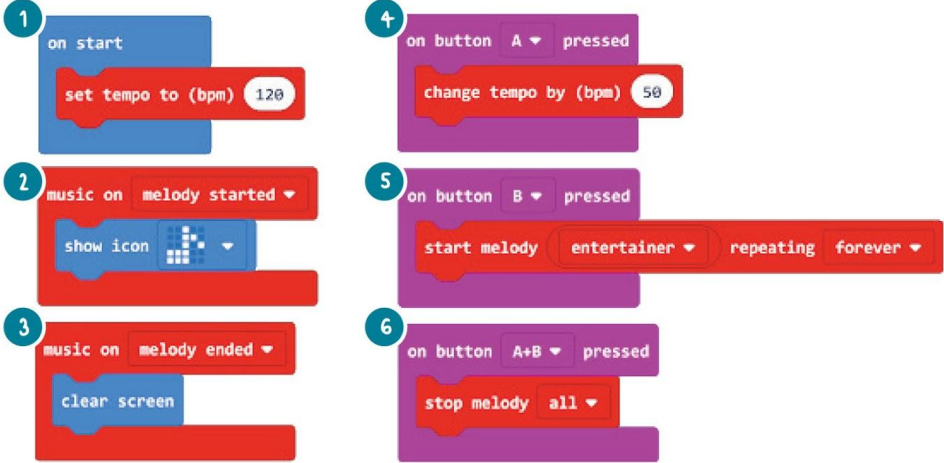 1
on start
set tempo to (bpm) 120
2
music on melody started
show icon
3
music on melody ended
clear screen
4
on button A pressed
change tempo by (bpm) 50
5
on button B pressed
start melody entertainer repeating forever
6
on button A+B pressed
stop melody all